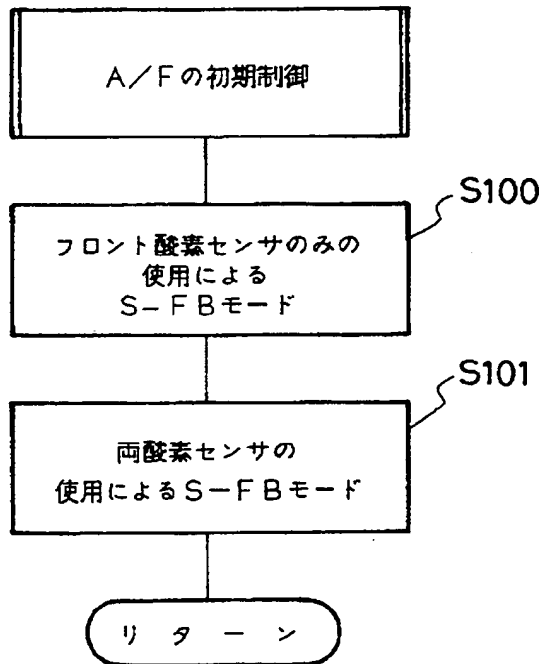 A/Fの初期制御
S100
フロント酸素センサのみの
使用による
S-FBモード
S101
両酸素センサの
使用によるS-FBモード
リターン